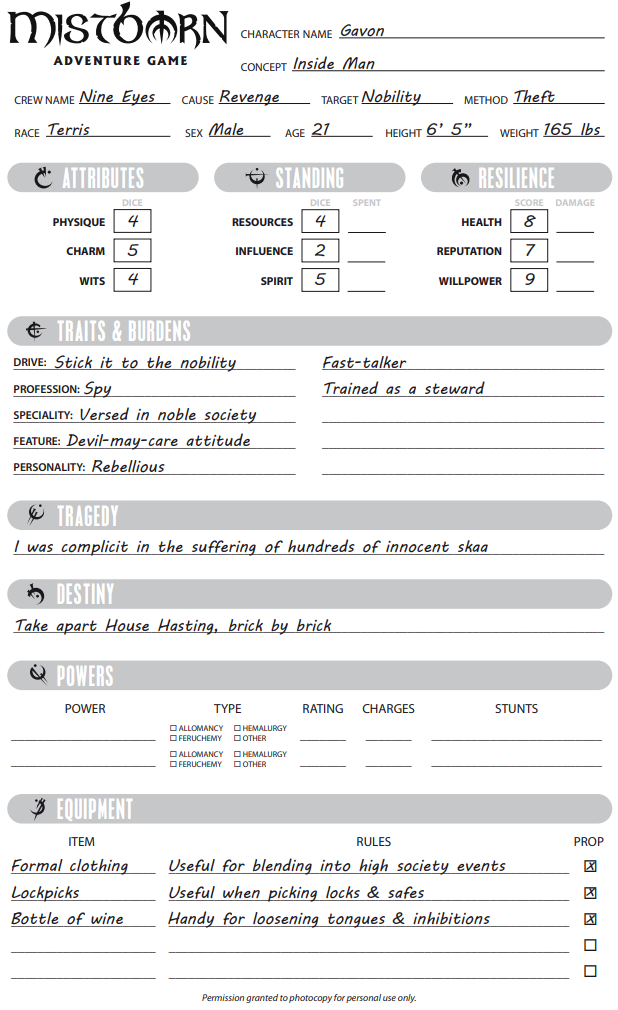 MISTBORN
ADVENTURE GAME
CHARACTER NAME Gavon
CONCEPT Inside Man
CREW NAME Nine Eyes CAUSE Revenge TARGET Nobility METHOD Theft
RACE Terris SEX Male AGE 21 HEIGHT 6' 5" WEIGHT 165 lbs
ATTRIBUTES STANDING RESILIENCE
DICE DICE SPENT SCORE DAMAGE
PHYSIQUE 4 RESOURCES 4 HEALTH 8
CHARM 5 INFLUENCE 2 REPUTATION 7
WITS 4 SPIRIT 5 WILLPOWER 9
TRAITS & BURDENS
DRIVE: Stick it to the nobility Fast-talker
PROFESSION: Spy Trained as a steward
SPECIALITY: Versed in noble society
FEATURE: Devil-may-care attitude
PERSONALITY: Rebellious
TRAGEDY
I was complicit in the suffering of hundreds of innocent skaa
DESTINY
Take apart House Hasting, brick by brick
POWERS
POWER TYPE RATING CHARGES STUNTS
☐ ALLOMANCY ☐ HEMALURGY
☐ FERUCHEMY ☐ OTHER
☐ ALLOMANCY ☐ HEMALURGY
☐ FERUCHEMY ☐ OTHER
EQUIPMENT
ITEM RULES PROP
Formal clothing Useful for blending into high society events ☒
Lockpicks Useful when picking locks & safes ☒
Bottle of wine Handy for loosening tongues & inhibitions ☒
☐
☐
Permission granted to photocopy for personal use only.